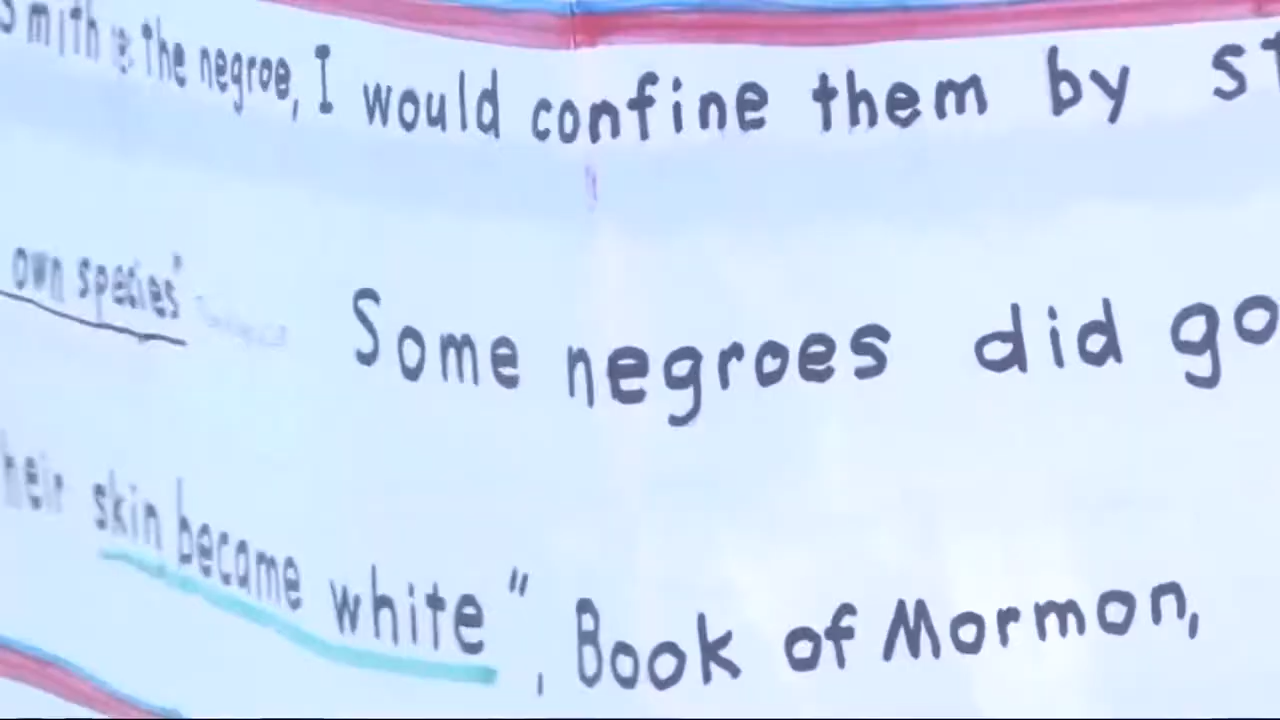 Smith : the negroe, I would confine them by st
own species" Some negroes did go
heir skin became white", Book of Mormon,